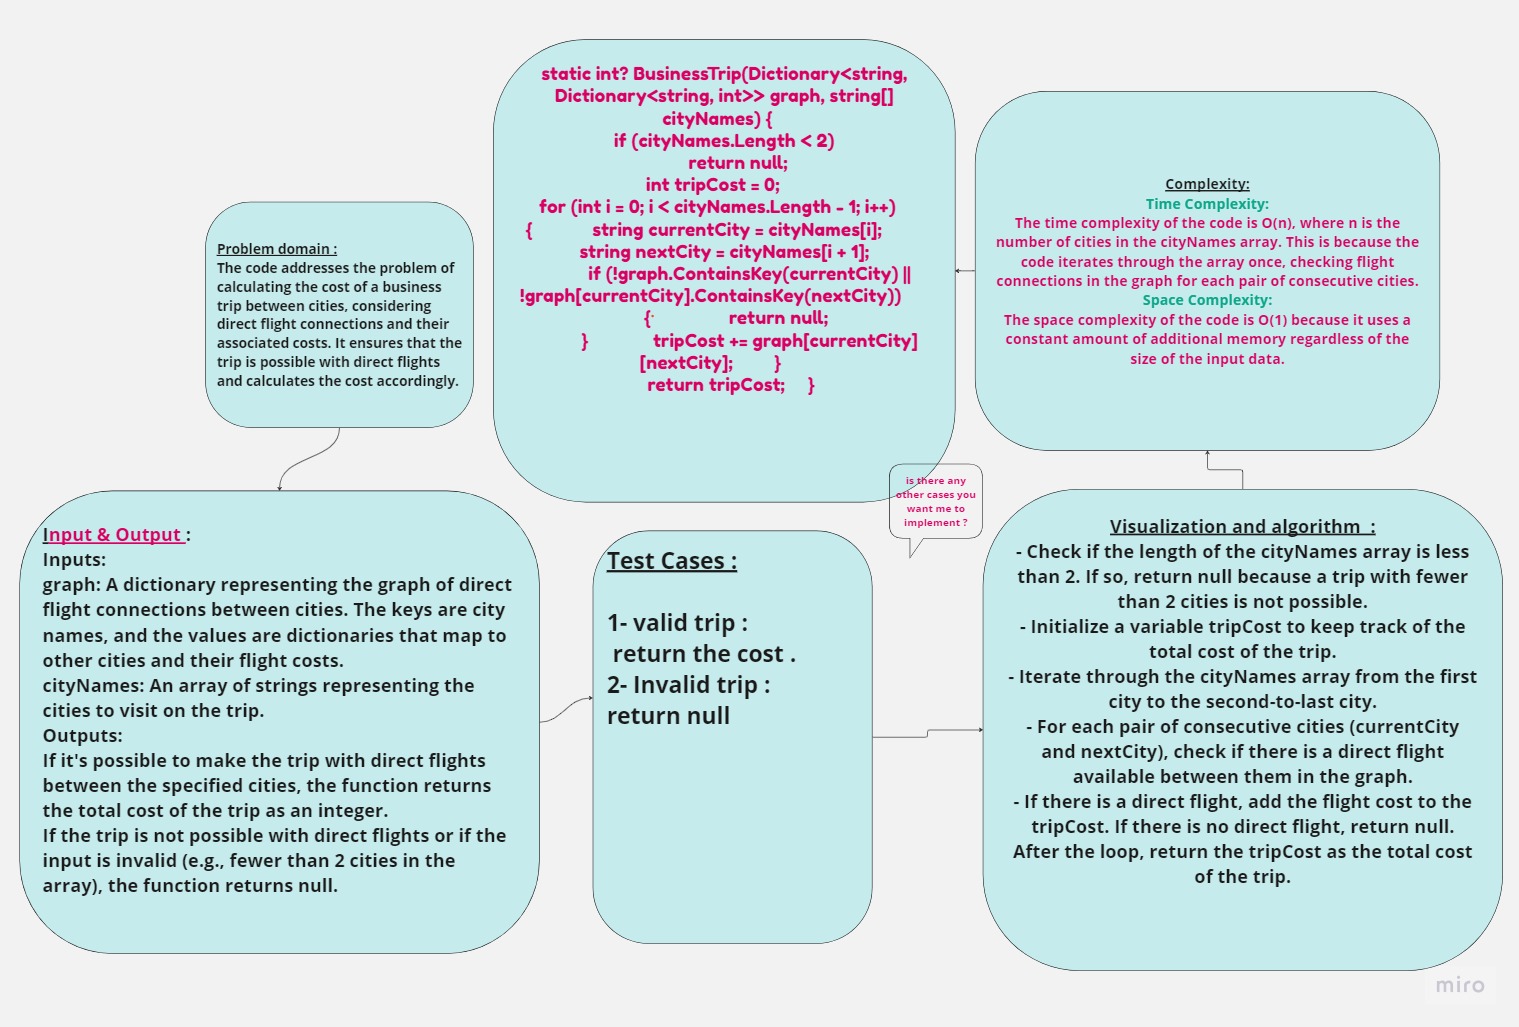 Problem domain :
The code addresses the problem of
calculating the cost of a business
trip between cities, considering
direct flight connections and their
associated costs. It ensures that the
trip is possible with direct flights
and calculates the cost accordingly.
Input & Output :
Inputs:
graph: A dictionary representing the graph of direct
flight connections between cities. The keys are city
names, and the values are dictionaries that map to
other cities and their flight costs.
cityNames: An array of strings representing the
cities to visit on the trip.
Outputs:
If it's possible to make the trip with direct flights
between the specified cities, the function returns
the total cost of the trip as an integer.
If the trip is not possible with direct flights or if the
input is invalid (e.g., fewer than 2 cities in the
array), the function returns null.
Test Cases :
1- valid trip :
return the cost .
2- Invalid trip :
return null
is there any
other cases you
want me to
implement ?
Visualization and algorithm :
- Check if the length of the cityNames array is less
than 2. If so, return null because a trip with fewer
than 2 cities is not possible.
- Initialize a variable tripCost to keep track of the
total cost of the trip.
- Iterate through the cityNames array from the first
city to the second-to-last city.
- For each pair of consecutive cities (currentCity
and nextCity), check if there is a direct flight
available between them in the graph.
- If there is a direct flight, add the flight cost to the
tripCost. If there is no direct flight, return null.
After the loop, return the tripCost as the total cost
of the trip.
Complexity:
Time Complexity:
The time complexity of the code is O(n), where n is the
number of cities in the cityNames array. This is because the
code iterates through the array once, checking flight
connections in the graph for each pair of consecutive cities.
Space Complexity:
The space complexity of the code is O(1) because it uses a
constant amount of additional memory regardless of the
size of the input data.
static int? BusinessTrip(Dictionary<string,
Dictionary<string, int>> graph, string[]
cityNames) {
if (cityNames.Length < 2)
return null;
int tripCost = 0;
for (int i = 0; i < cityNames.Length - 1; i++)
{ string currentCity = cityNames[i];
string nextCity = cityNames[i + 1];
if (!graph.ContainsKey(currentCity) ||
!graph[currentCity].ContainsKey(nextCity))
{ return null;
} tripCost += graph[currentCity]
[nextCity]; }
return tripCost; }
miro